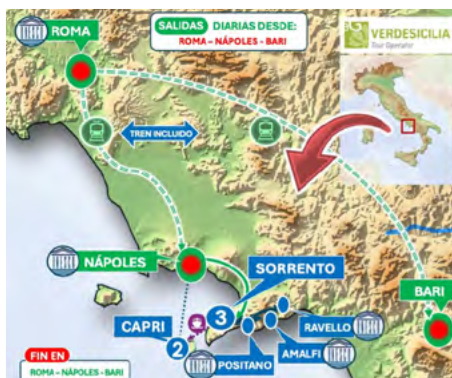 ROMA
SALIDAS DIARIAS DESDE:
ROMA – NÁPOLES - BARI
VERDESICILIA
Tour Operator
TREN INCLUIDO
NÁPOLES
SORRENTO
BARI
CAPRI
3
2
RAVELLO
AMALFI
POSITANO
FIN EN
ROMA – NÁPOLES - BARI